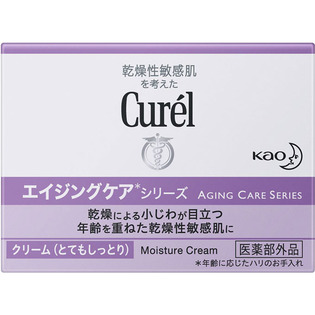 乾燥性敏感肌
を考えた
Curél
Kao
エイジングケア*シリーズ AGING CARE SERIES
乾燥による小じわが目立つ
年齢を重ねた乾燥性敏感肌に
クリーム(とてもしっとり) Moisture Cream 医薬部外品
*年齢に応じたハリのお手入れ